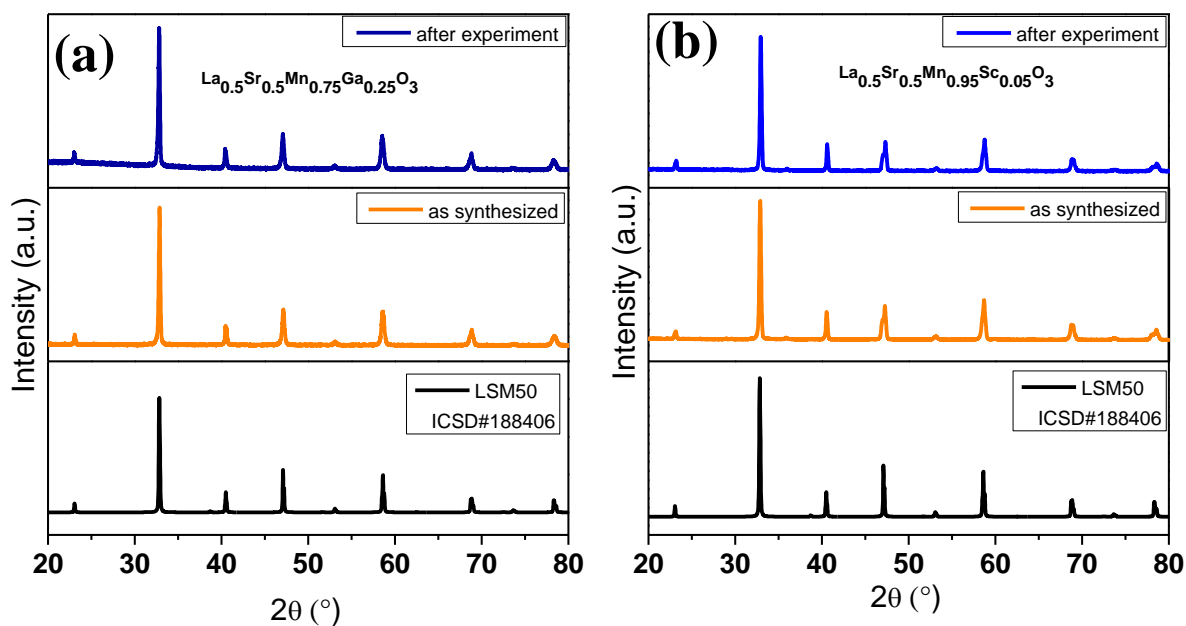 (a)
after experiment
La0.5Sr0.5Mn0.75Ga0.25O3
as synthesized
LSM50
ICSD#188406
Intensity (a.u.)
20 30 40 50 60 70 80
2θ (°)
(b)
after experiment
La0.5Sr0.5Mn0.95Sc0.05O3
as synthesized
LSM50
ICSD#188406
Intensity (a.u.)
20 30 40 50 60 70 80
2θ (°)